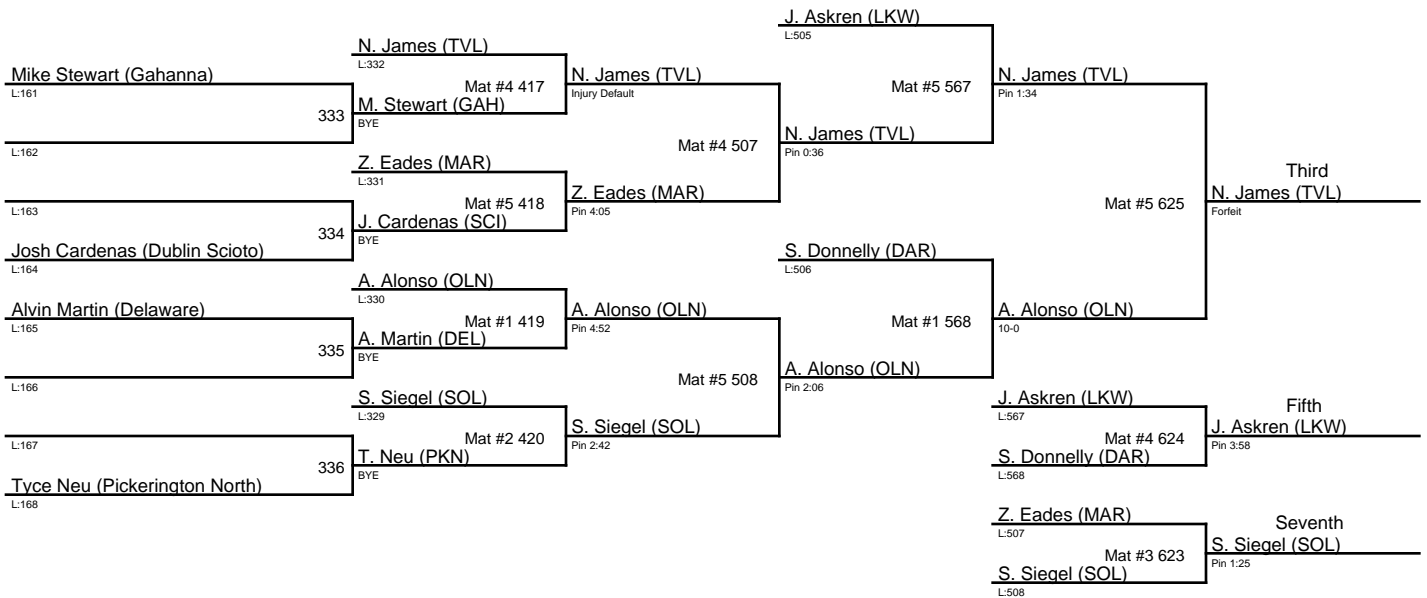 J. Askren (LKW)
L:505
N. James (TVL)
L:332
Mike Stewart (Gahanna)
L:161
Mat #4 417
N. James (TVL)
Injury Default
Mat #5 567
N. James (TVL)
Pin 1:34
333
M. Stewart (GAH)
BYE
L:162
Mat #4 507
N. James (TVL)
Pin 0:36
Z. Eades (MAR)
L:331
Third
L:163
Mat #5 418
Z. Eades (MAR)
Pin 4:05
Mat #5 625
N. James (TVL)
Forfeit
334
J. Cardenas (SCI)
BYE
Josh Cardenas (Dublin Scioto)
L:164
S. Donnelly (DAR)
L:506
A. Alonso (OLN)
L:330
Alvin Martin (Delaware)
L:165
Mat #1 419
A. Alonso (OLN)
Pin 4:52
Mat #1 568
A. Alonso (OLN)
10-0
335
A. Martin (DEL)
BYE
L:166
Mat #5 508
A. Alonso (OLN)
Pin 2:06
S. Siegel (SOL)
L:329
J. Askren (LKW)
L:567
Fifth
L:167
Mat #2 420
S. Siegel (SOL)
Pin 2:42
Mat #4 624
J. Askren (LKW)
Pin 3:58
336
T. Neu (PKN)
BYE
S. Donnelly (DAR)
L:568
Tyce Neu (Pickerington North)
L:168
Z. Eades (MAR)
L:507
Seventh
Mat #3 623
S. Siegel (SOL)
Pin 1:25
S. Siegel (SOL)
L:508